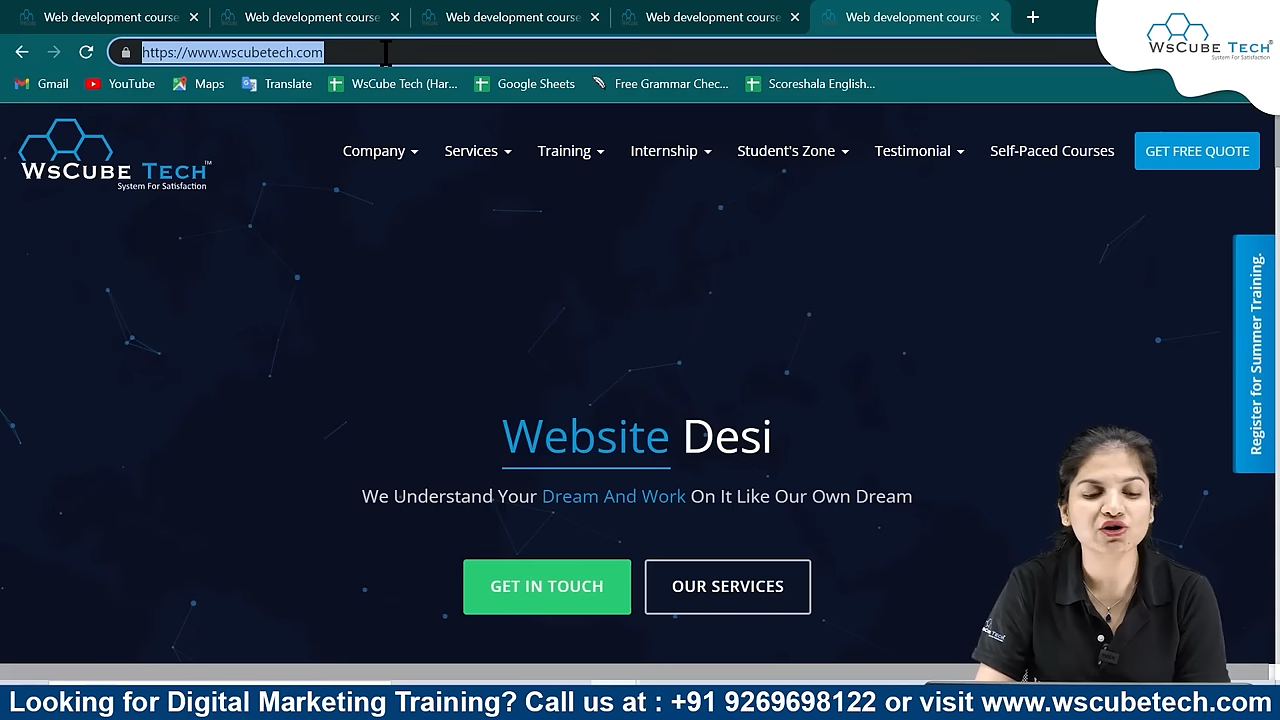 Web development course
Web development course
Web development course
Web development course
Web development course
https://www.wscubetech.com
WsCube Tech
System For Satisfaction
Gmail
YouTube
Maps
Translate
WsCube Tech (Har...
Google Sheets
Free Grammar Chec...
Scoreshala English...
WsCube Tech™
System For Satisfaction
Company
Services
Training
Internship
Student's Zone
Testimonial
Self-Paced Courses
GET FREE QUOTE
Register for Summer Training.
Website Desi
We Understand Your Dream And Work On It Like Our Own Dream
GET IN TOUCH
OUR SERVICES
Looking for Digital Marketing Training? Call us at : +91 9269698122 or visit www.wscubetech.com